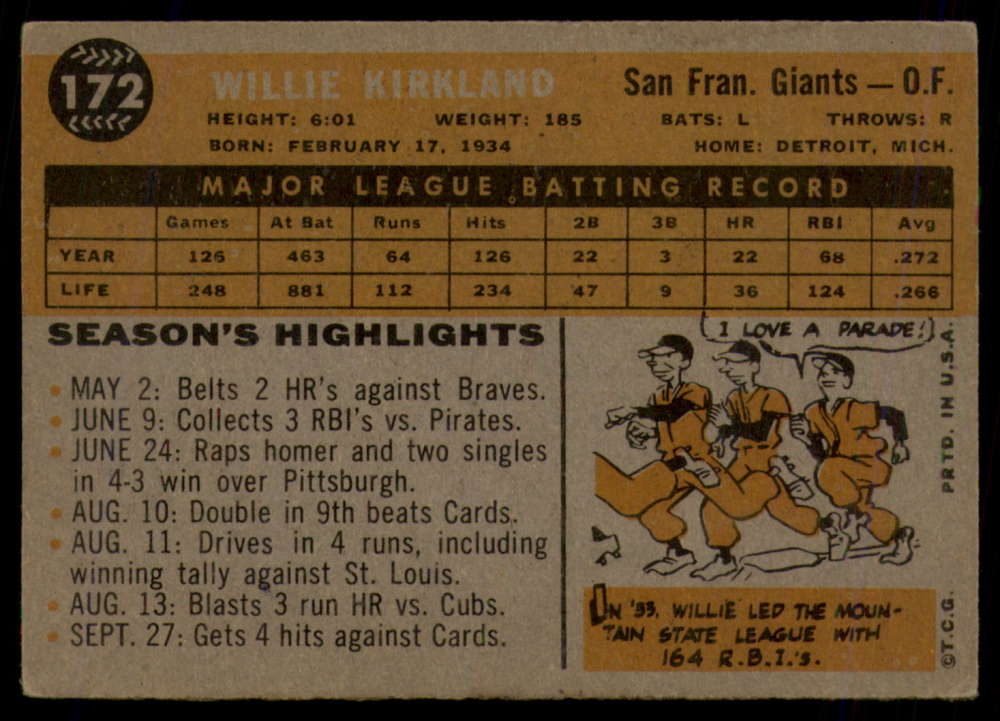 172
WILLIE KIRKLAND
San Fran. Giants — O.F.
HEIGHT: 6:01 WEIGHT: 185 BATS: L THROWS: R
BORN: FEBRUARY 17, 1934 HOME: DETROIT, MICH.
MAJOR LEAGUE BATTING RECORD
Games At Bat Runs Hits 2B 3B HR RBI Avg
YEAR 126 463 64 126 22 3 22 68 .272
LIFE 248 881 112 234 47 9 36 124 .266
SEASON'S HIGHLIGHTS
• MAY 2: Belts 2 HR's against Braves.
• JUNE 9: Collects 3 RBI's vs. Pirates.
• JUNE 24: Raps homer and two singles
in 4-3 win over Pittsburgh.
• AUG. 10: Double in 9th beats Cards.
• AUG. 11: Drives in 4 runs, including
winning tally against St. Louis.
• AUG. 13: Blasts 3 run HR vs. Cubs.
• SEPT. 27: Gets 4 hits against Cards.
I LOVE A PARADE!
IN '53, WILLIE LED THE MOUN-
TAIN STATE LEAGUE WITH
164 R.B.I.'s.
©T.C.G. PRTD. IN U.S.A.